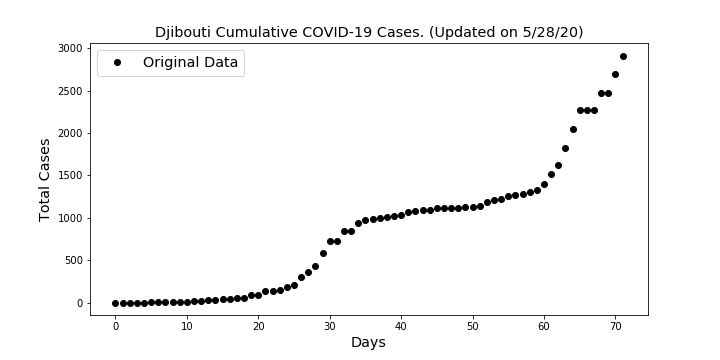 Djibouti Cumulative COVID-19 Cases. (Updated on 5/28/20)
Original Data
3000
2500
2000
1500
1000
500
0
Total Cases
0 10 20 30 40 50 60 70
Days